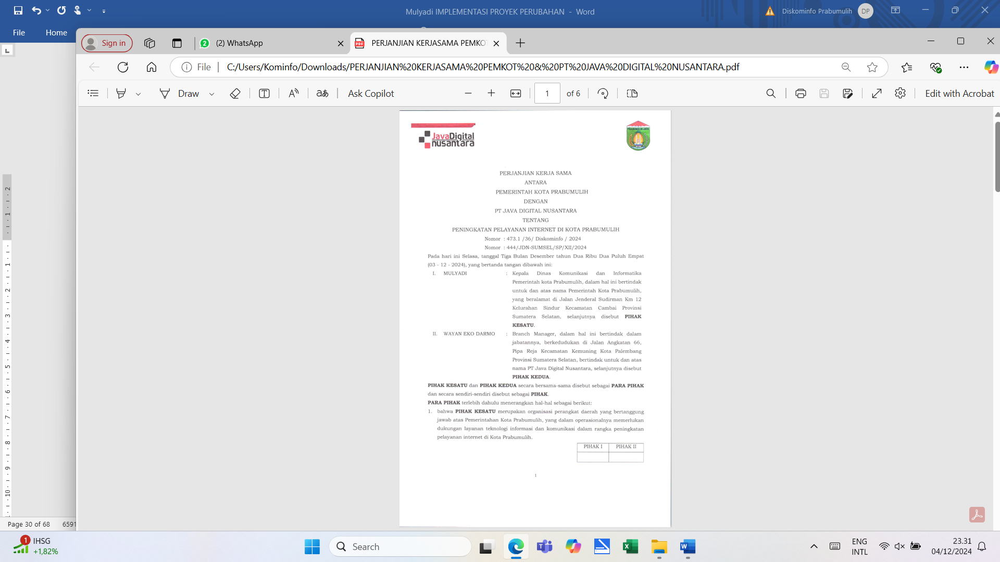 Mulyadi IMPLEMENTASI PROYEK PERUBAHAN - Word
Diskominfo Prabumulih DP
File Home
Sign in
(2) WhatsApp
PERJANJIAN KERJASAMA PEMKO
File
C:/Users/Kominfo/Downloads/PERJANJIAN%20KERJASAMA%20PEMKOT%20&%20PT%20JAVA%20DIGITAL%20NUSANTARA.pdf
Draw
Ask Copilot
1 of 6
Edit with Acrobat
JavaDigital
nusantara
PRABUMULIH JAYA
PERJANJIAN KERJA SAMA
ANTARA
PEMERINTAH KOTA PRABUMULIH
DENGAN
PT JAVA DIGITAL NUSANTARA
TENTANG
PENINGKATAN PELAYANAN INTERNET DI KOTA PRABUMULIH
Nomor : 473.1 /36/ Diskominfo / 2024
Nomor : 444/JDN-SUMSEL/SP/XII/2024
Pada hari ini Selasa, tanggal Tiga Bulan Desember tahun Dua Ribu Dua Puluh Empat
(03 - 12 - 2024), yang bertanda tangan dibawah ini:
I. MULYADI : Kepala Dinas Komunikasi dan Informatika
Pemerintah kota Prabumulih, dalam hal ini bertindak
untuk dan atas nama Pemerintah Kota Prabumulih,
yang beralamat di Jalan Jenderal Sudirman Km 12
Kelurahan Sindur Kecamatan Cambai Provinsi
Sumatera Selatan, selanjutnya disebut PIHAK
KESATU.
II. WAYAN EKO DARMO : Branch Manager, dalam hal ini bertindak dalam
jabatannya, berkedudukan di Jalan Angkatan 66,
Pipa Reja Kecamatan Kemuning Kota Palembang
Provinsi Sumatera Selatan, bertindak untuk dan atas
nama PT Java Digital Nusantara, selanjutnya disebut
PIHAK KEDUA.
PIHAK KESATU dan PIHAK KEDUA secara bersama-sama disebut sebagai PARA PIHAK
dan secara sendiri-sendiri disebut sebagai PIHAK.
PARA PIHAK terlebih dahulu menerangkan hal-hal sebagai berikut:
1. bahwa PIHAK KESATU merupakan organisasi perangkat daerah yang bertanggung
jawab atas Pemerintahan Kota Prabumulih, yang dalam operasionalnya memerlukan
dukungan layanan teknologi informasi dan komunikasi dalam rangka peningkatan
pelayanan internet di Kota Prabumulih.
PIHAK I PIHAK II
1
Page 30 of 68 6591
1
IHSG
+1,82%
Search
ENG
INTL
23.31
04/12/2024